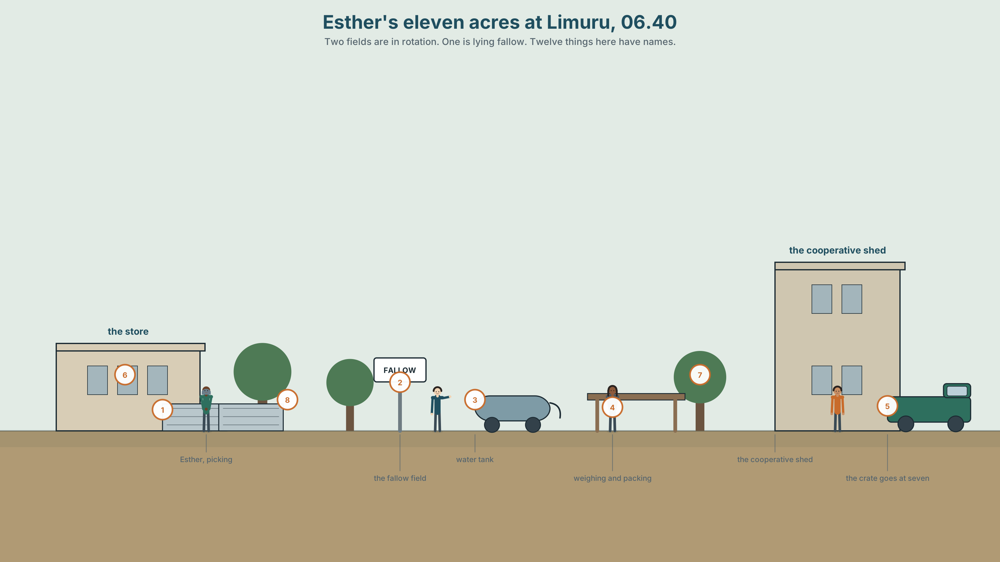 Esther's eleven acres at Limuru, 06.40
Two fields are in rotation. One is lying fallow. Twelve things here have names.
the cooperative shed
the store
FALLOW
6
7
2
8
3
5
4
1
Esther, picking
water tank
the cooperative shed
the fallow field
weighing and packing
the crate goes at seven